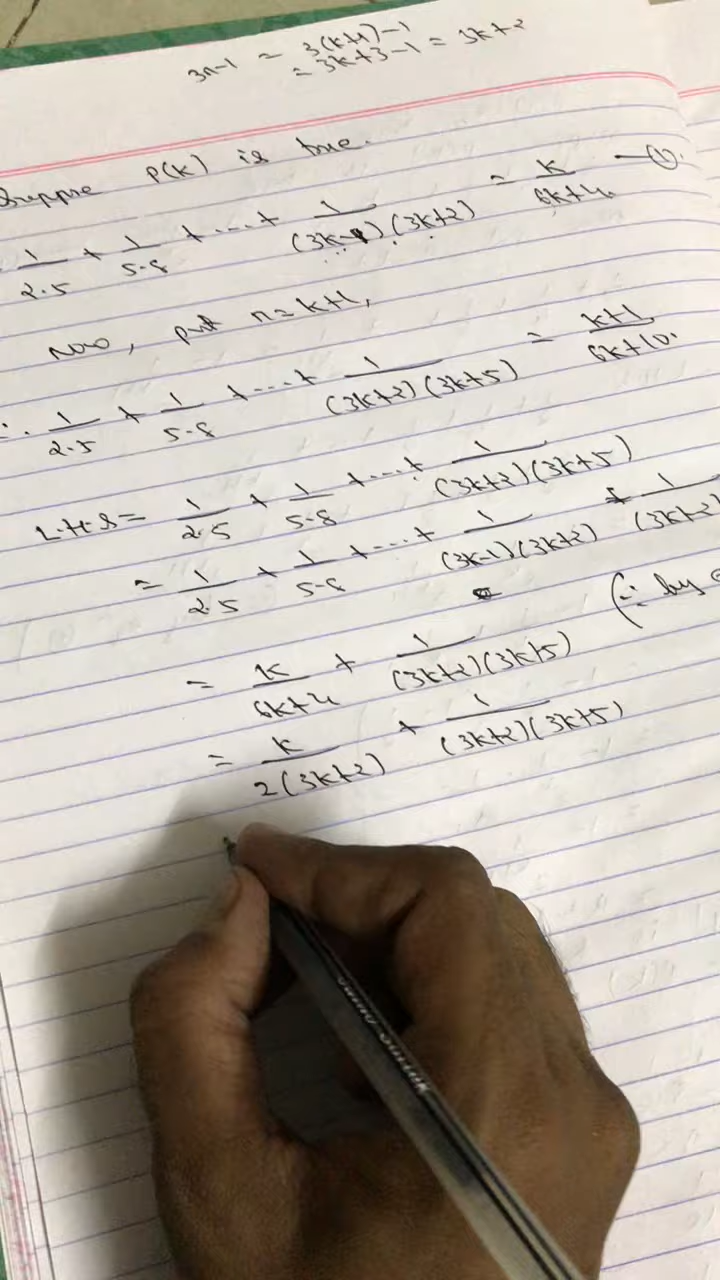 3n-1 = 3(k+1)-1
= 3k+3-1 = 3k+2
Suppose P(k) is true.
1/2.5 + 1/5.8 + ... + 1/(3k-1)(3k+2) = k/6k+4 —①.
Now, put n=k+1,
∴ 1/2.5 + 1/5.8 + ... + 1/(3k+2)(3k+5) = k+1/6k+10.
L.H.S = 1/2.5 + 1/5.8 + ... + 1/(3k+2)(3k+5)
= 1/2.5 + 1/5.8 + ... + 1/(3k-1)(3k+2) + 1/(3k+2)
(∵ by
= k/6k+4 + 1/(3k+2)(3k+5)
= k/2(3k+2) + 1/(3k+2)(3k+5)